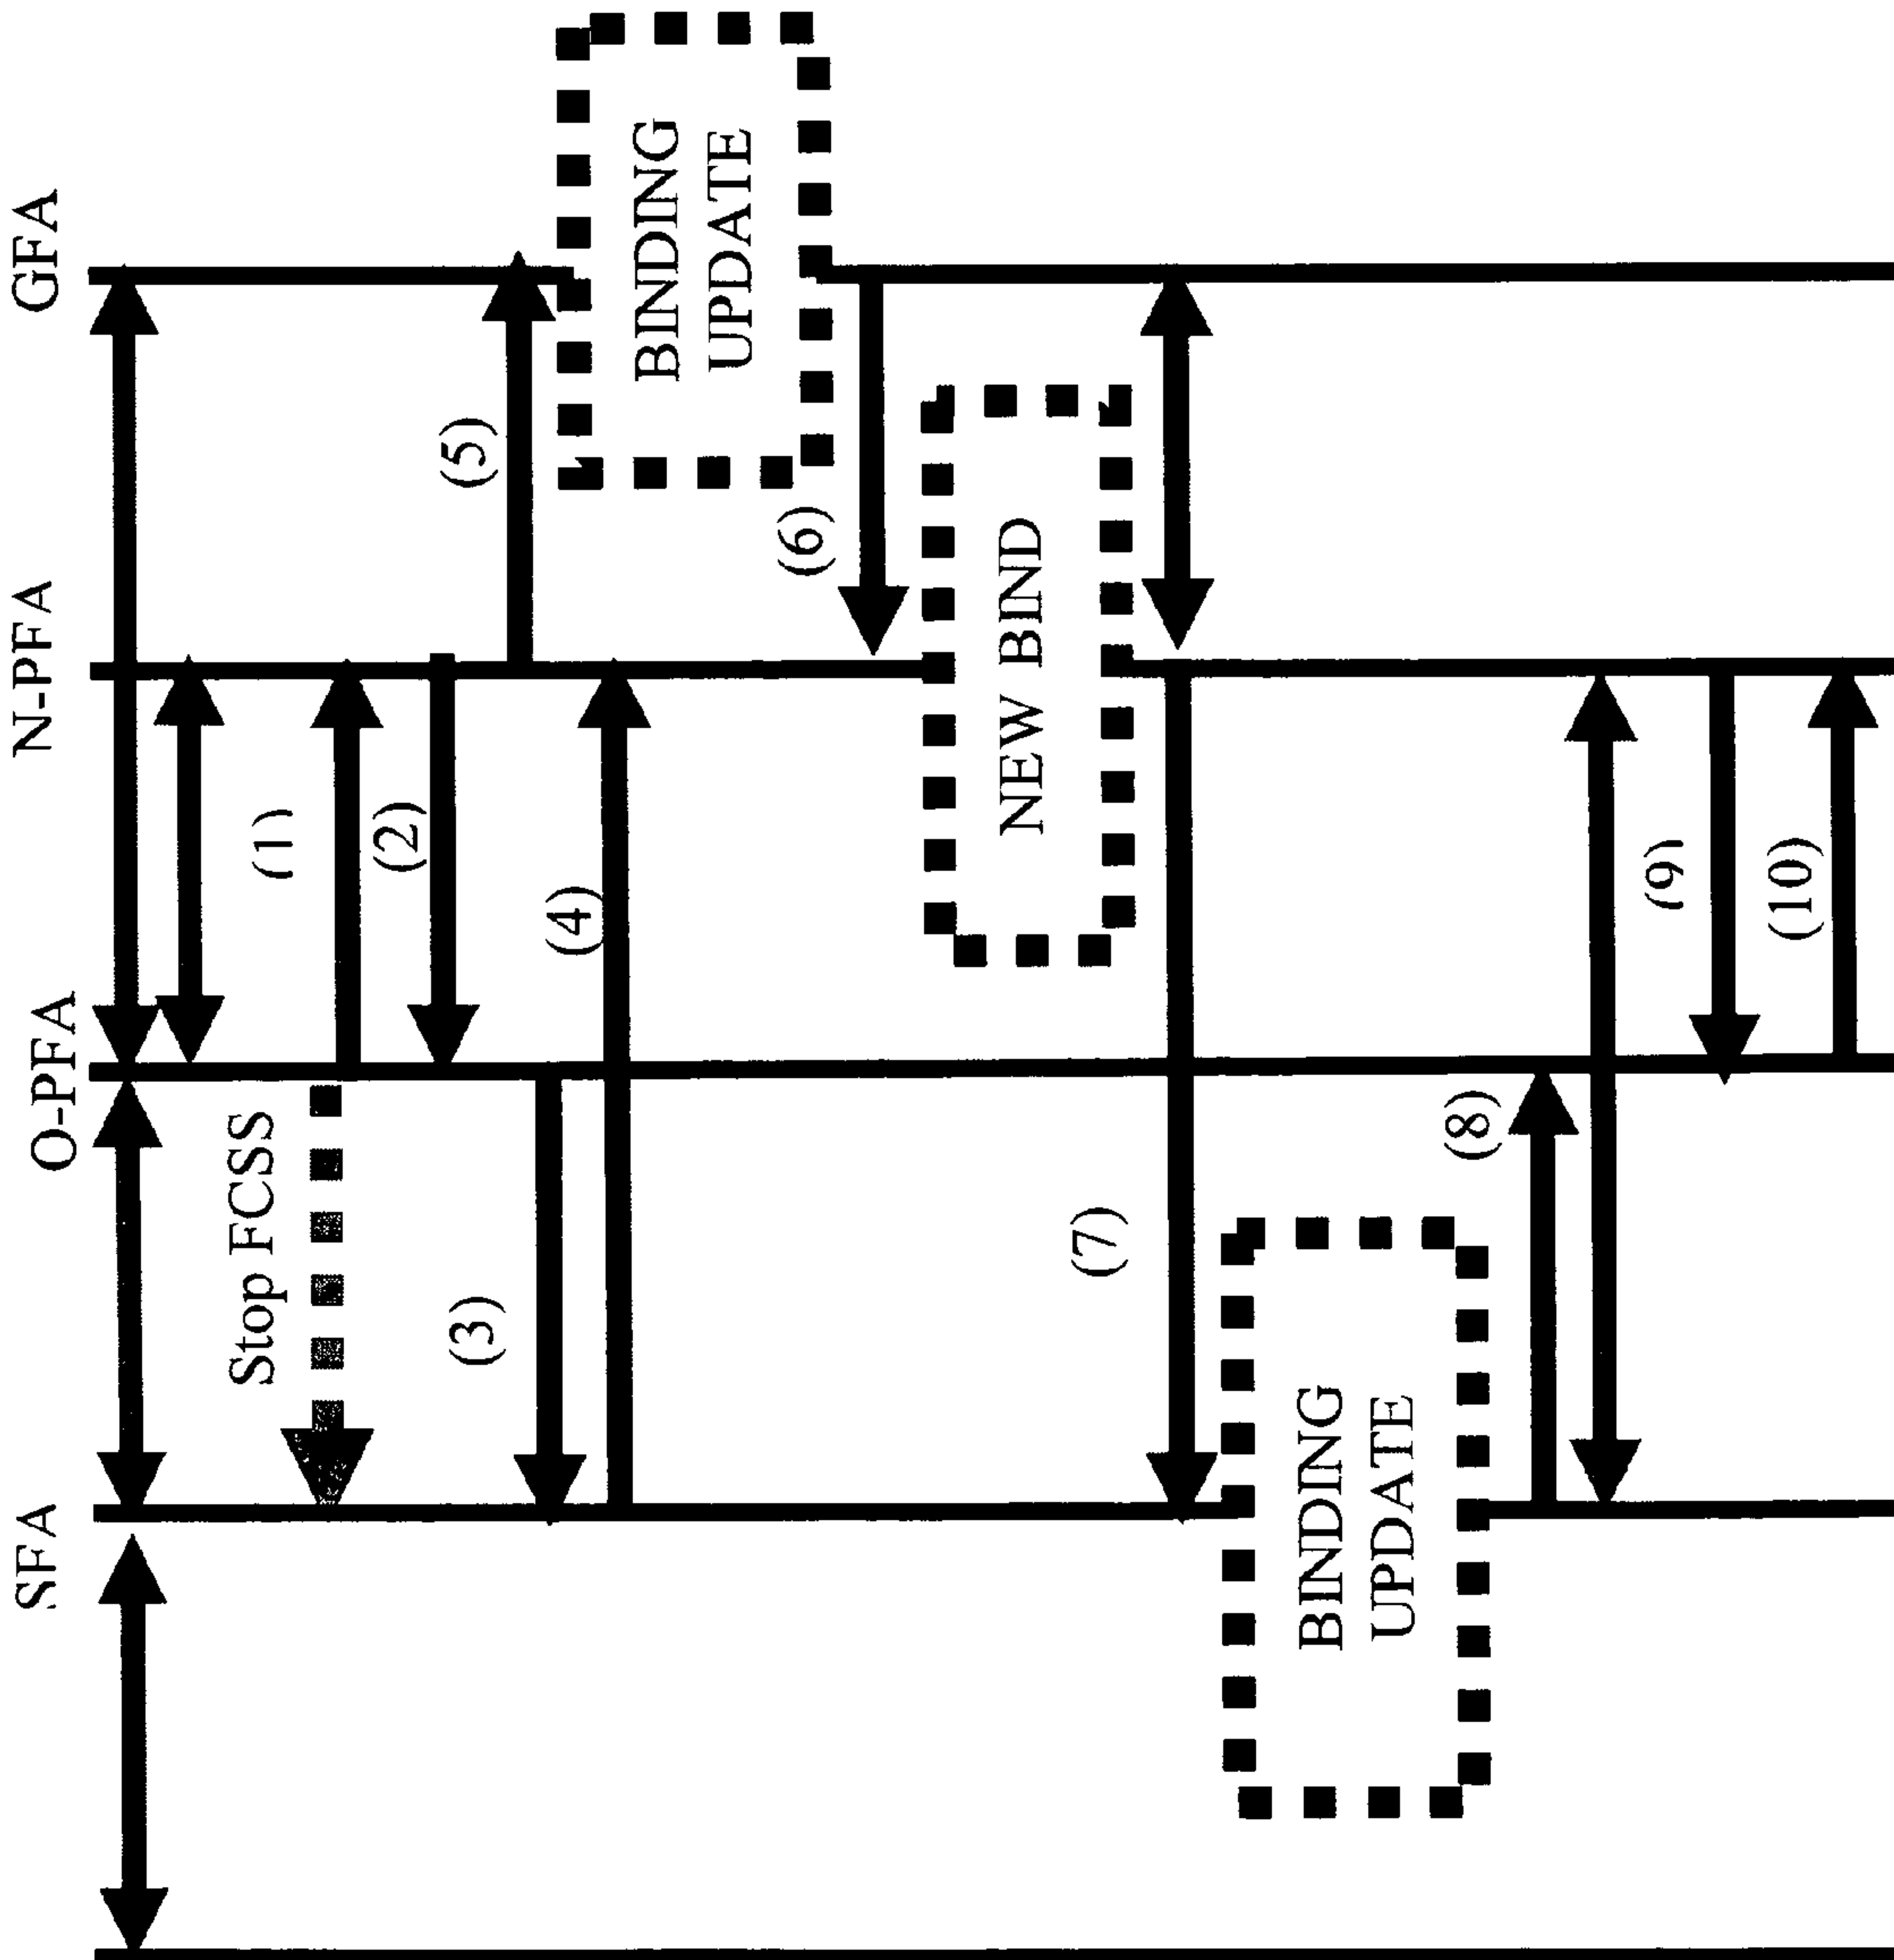 SFA
O-PFA
N-PFA
GFA
Stop FCSS
(1)
(2)
(3)
(4)
(5)
BINDING
UPDATE
(6)
NEW BIND
(7)
BINDING
UPDATE
(8)
(9)
(10)